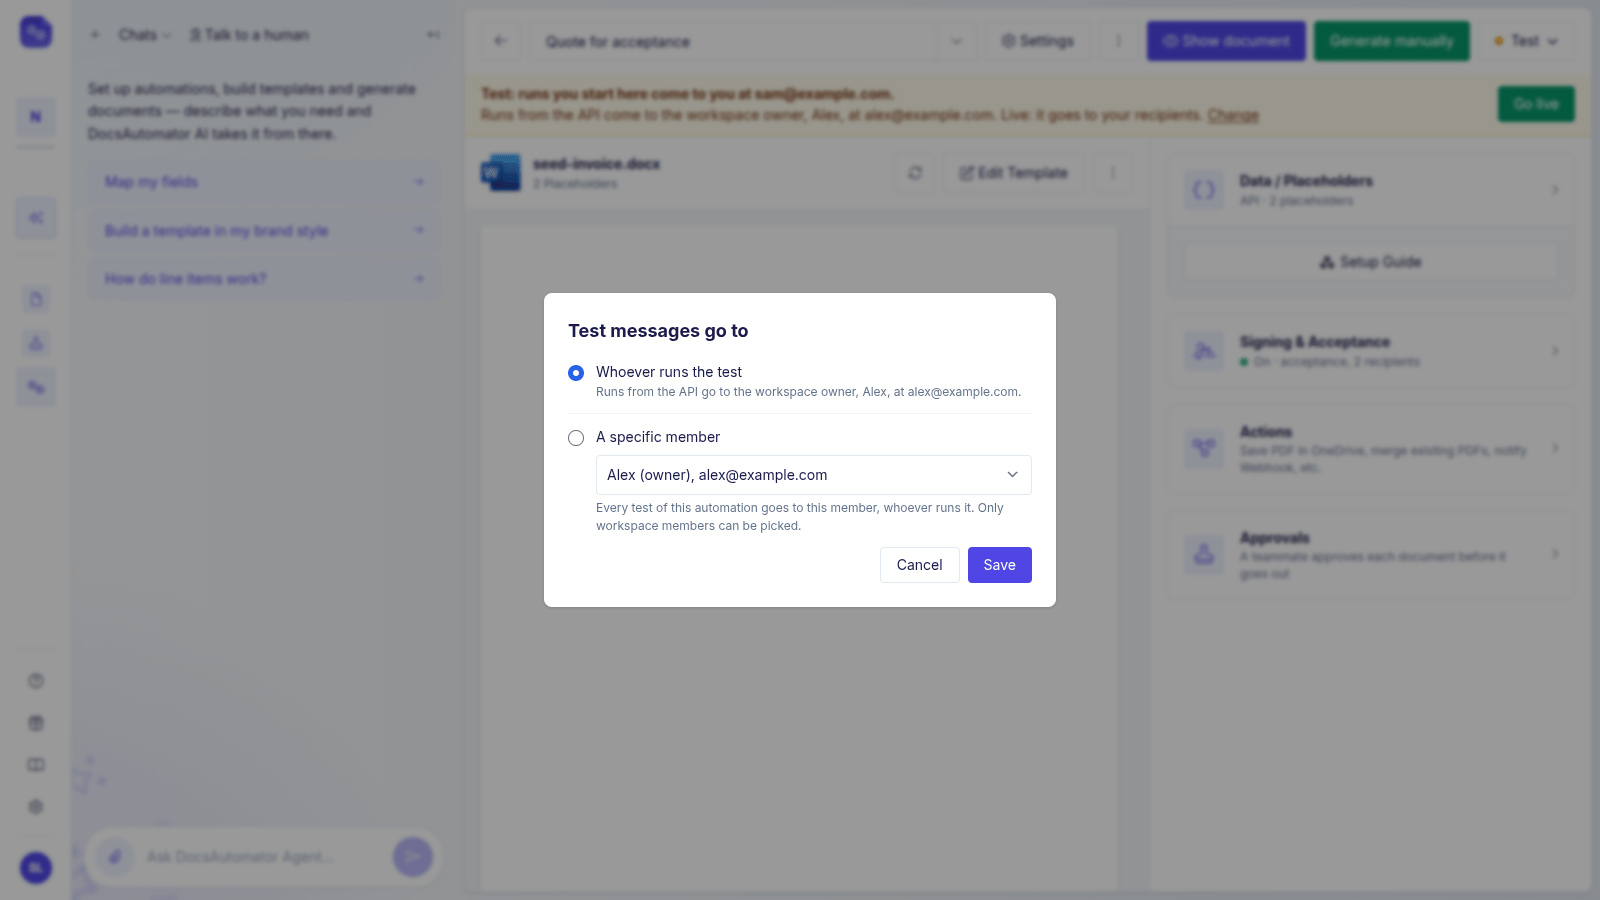 Chats
Talk to a human
Set up automations, build templates and generate
documents — describe what you need and
DocsAutomator AI takes it from there.
Map my fields
Build a template in my brand style
How do line items work?
Ask DocsAutomator Agent...
N
SL
Quote for acceptance
Settings
Show document
Generate manually
Test
Test: runs you start here come to you at sam@example.com.
Runs from the API come to the workspace owner, Alex, at alex@example.com. Live: it goes to your recipients. Change
Go live
W
seed-invoice.docx
2 Placeholders
Edit Template
Data / Placeholders
API · 2 placeholders
Setup Guide
Signing & Acceptance
On · acceptance, 2 recipients
Actions
Save PDF in OneDrive, merge existing PDFs, notify
Webhook, etc.
Approvals
A teammate approves each document before it
goes out
Test messages go to
Whoever runs the test
Runs from the API go to the workspace owner, Alex, at alex@example.com.
A specific member
Alex (owner), alex@example.com
Every test of this automation goes to this member, whoever runs it. Only
workspace members can be picked.
Cancel
Save